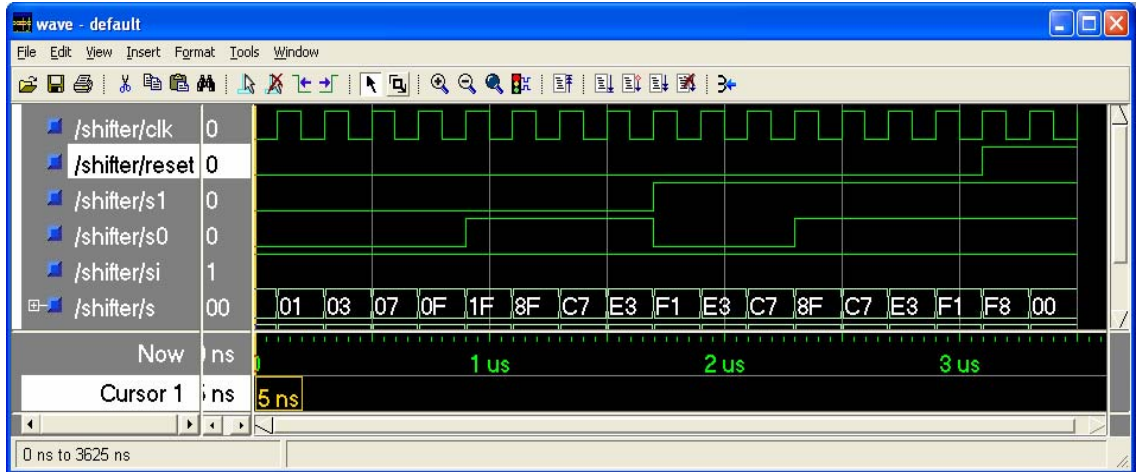 wave - default
File Edit View Insert Format Tools Window
/shifter/clk 0
/shifter/reset 0
/shifter/s1 0
/shifter/s0 0
/shifter/si 1
/shifter/s 00 01 03 07 0F 1F 8F C7 E3 F1 E3 C7 8F C7 E3 F1 F8 00
Now ns 1 us 2 us 3 us
Cursor 1 ns 5 ns
0 ns to 3625 ns